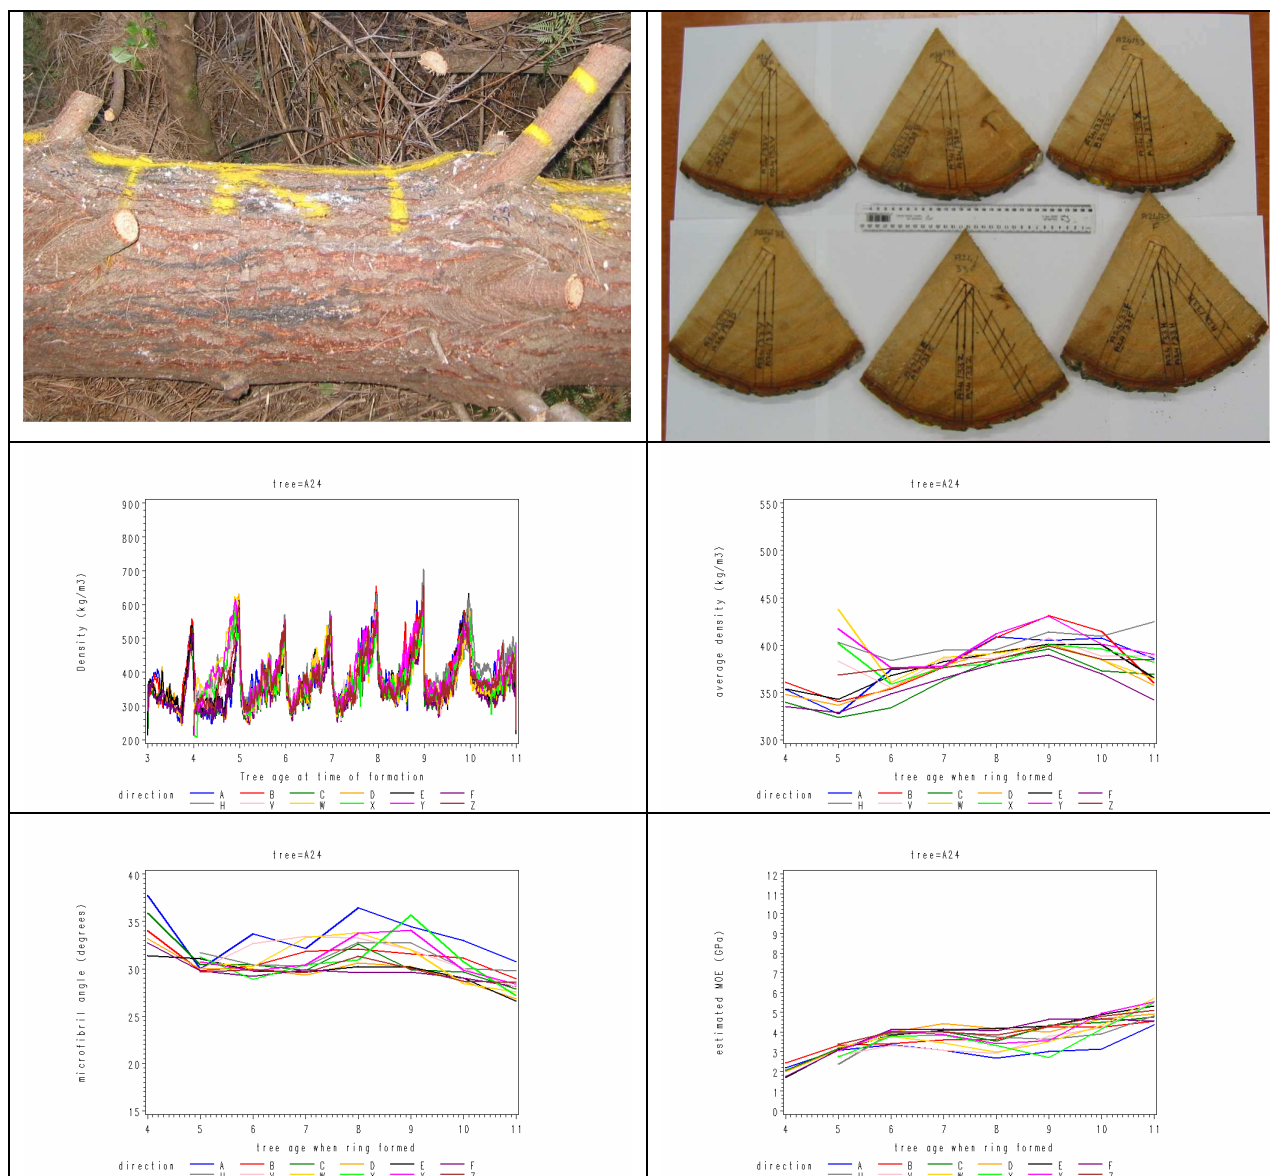 A24/33
C
A24/
33E
tree=A24
Density (kg/m3)
900
800
700
600
500
400
300
200
3 4 5 6 7 8 9 10 11
Tree age at time of formation
direction A B C D E F
H V W X Y Z
tree=A24
average density (kg/m3)
550
500
450
400
350
300
4 5 6 7 8 9 10 11
tree age when ring formed
direction A B C D E F
H V W X Y Z
tree=A24
microfibril angle (degrees)
40
35
30
25
20
15
4 5 6 7 8 9 10 11
tree age when ring formed
direction A B C D E F
H V W X Y Z
tree=A24
estimated MOE (GPa)
12
11
10
9
8
7
6
5
4
3
2
1
0
4 5 6 7 8 9 10 11
tree age when ring formed
direction A B C D E F
H V W X Y Z